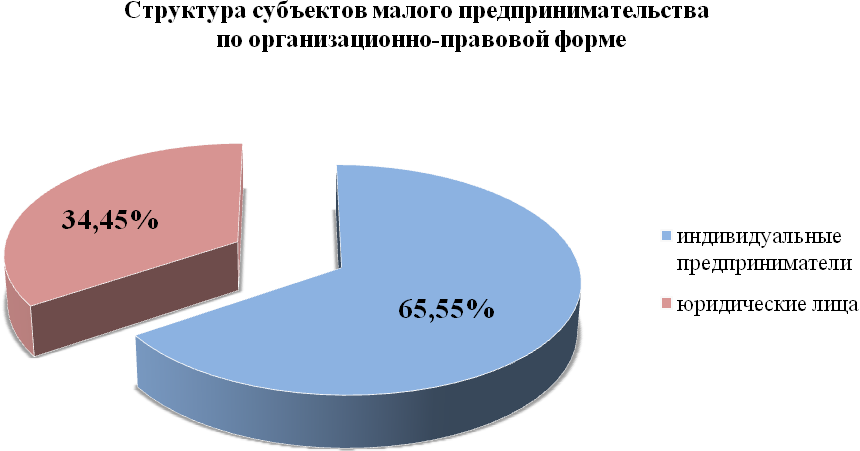 Структура субъектов малого предпринимательства
по организационно-правовой форме
34,45%
65,55%
индивидуальные
предприниматели
юридические лица